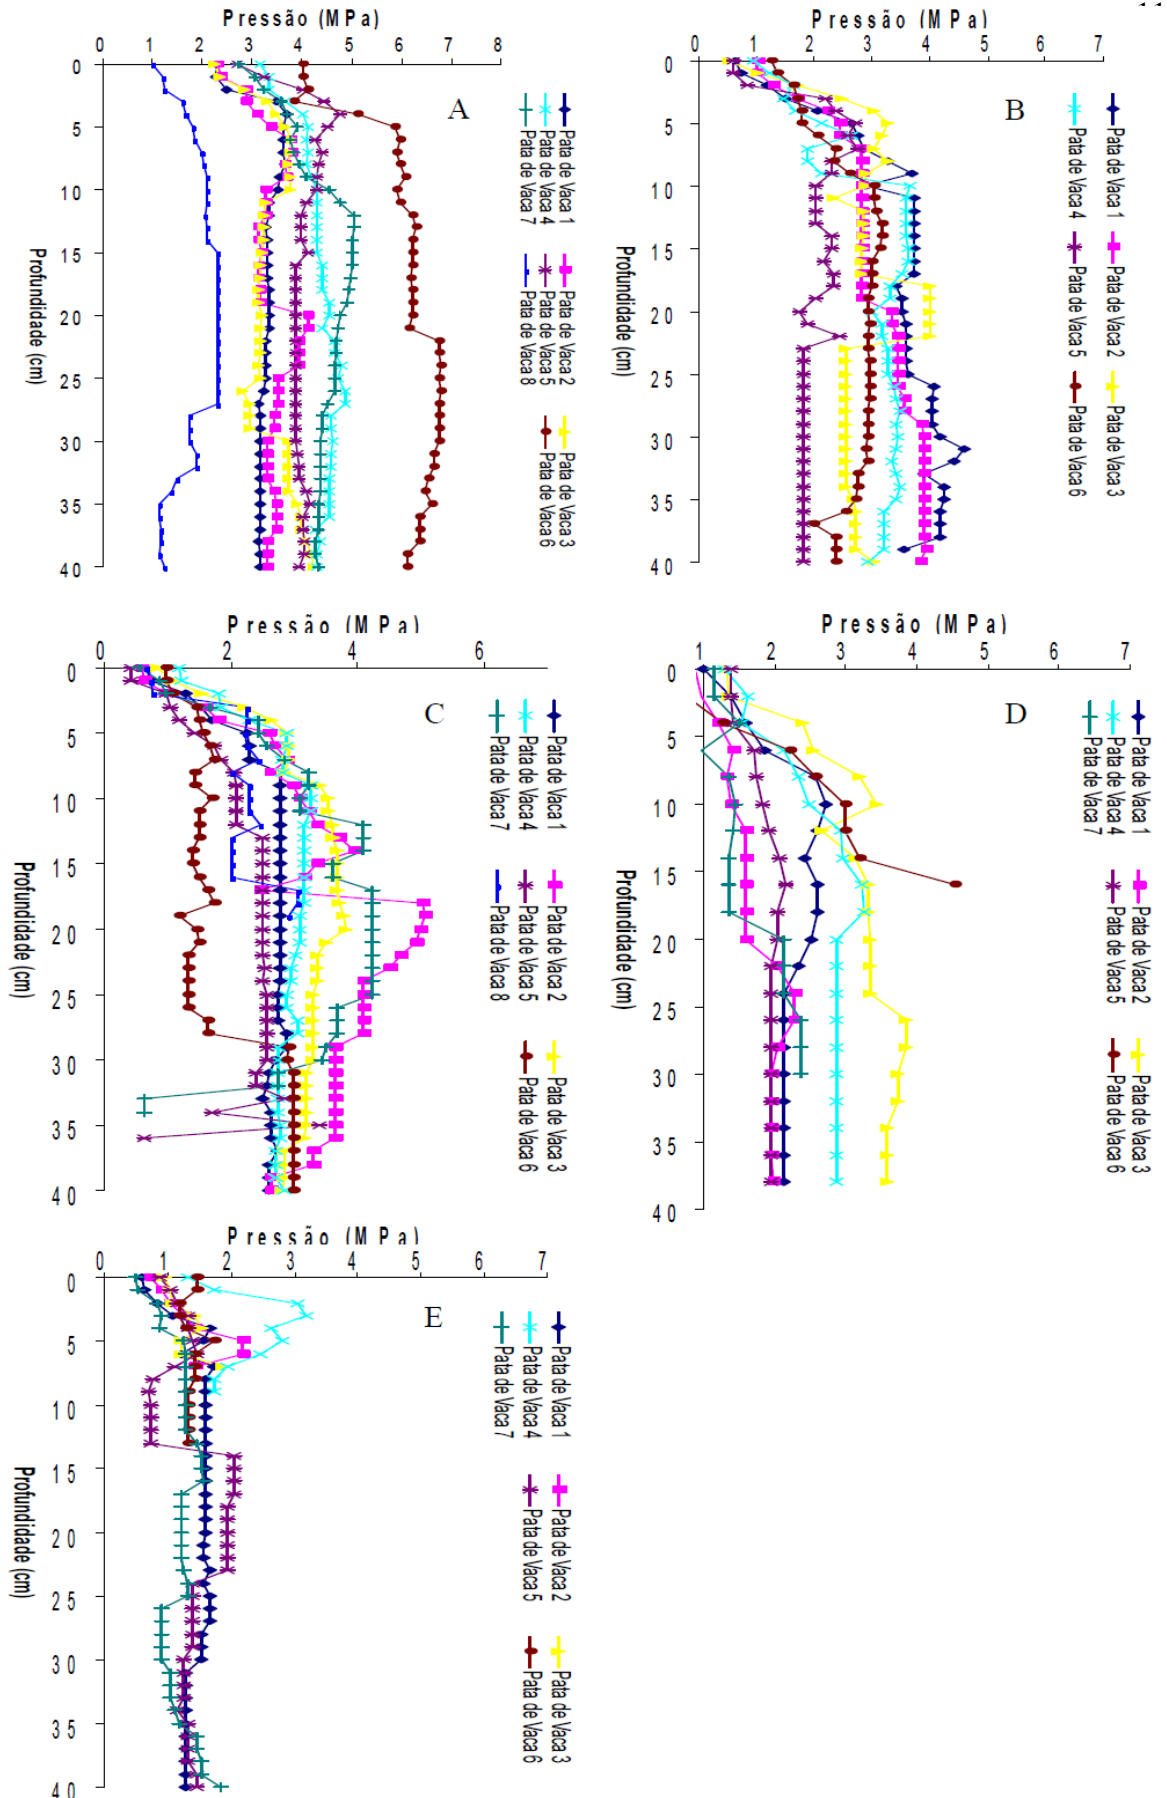 Pressão (MPa)
0 1 2 3 4 5 6 7 8
0
5
10
15
20
25
30
35
40
Profundidade (cm)
A
Pata de Vaca 1
Pata de Vaca 4
Pata de Vaca 7
Pata de Vaca 2
Pata de Vaca 5
Pata de Vaca 8
Pata de Vaca 3
Pata de Vaca 6
Pressão (MPa)
0 1 2 3 4 5 6 7
0
5
10
15
20
25
30
35
40
Profundidade (cm)
B
Pata de Vaca 1
Pata de Vaca 4
Pata de Vaca 2
Pata de Vaca 5
Pata de Vaca 3
Pata de Vaca 6
Pressão (MPa)
0 2 4 6
0
5
10
15
20
25
30
35
40
Profundidade (cm)
C
Pata de Vaca 1
Pata de Vaca 4
Pata de Vaca 7
Pata de Vaca 2
Pata de Vaca 5
Pata de Vaca 8
Pata de Vaca 3
Pata de Vaca 6
Pressão (MPa)
1 2 3 4 5 6 7
0
5
10
15
20
25
30
35
40
Profundidade (cm)
D
Pata de Vaca 1
Pata de Vaca 4
Pata de Vaca 7
Pata de Vaca 2
Pata de Vaca 5
Pata de Vaca 3
Pata de Vaca 6
Pressão (MPa)
0 1 2 3 4 5 6 7
0
5
10
15
20
25
30
35
40
Profundidade (cm)
E
Pata de Vaca 1
Pata de Vaca 4
Pata de Vaca 7
Pata de Vaca 2
Pata de Vaca 5
Pata de Vaca 3
Pata de Vaca 6